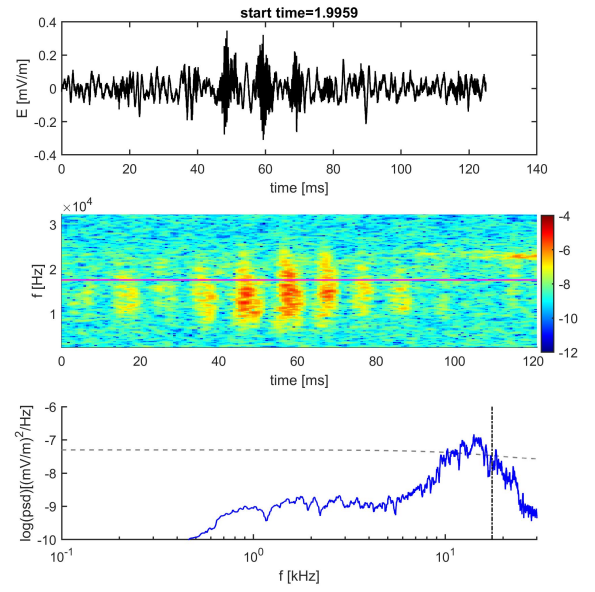 start time=1.9959
0.4
0.2
0
-0.2
-0.4
E [mV/m]
0 20 40 60 80 100 120 140
time [ms]
×10⁴
3
2
1
f [Hz]
-4
-6
-8
-10
-12
0 20 40 60 80 100 120
time [ms]
-6
-7
-8
-9
-10
log(psd)[(mV/m)²/Hz]
10⁻¹ 10⁰ 10¹
f [kHz]